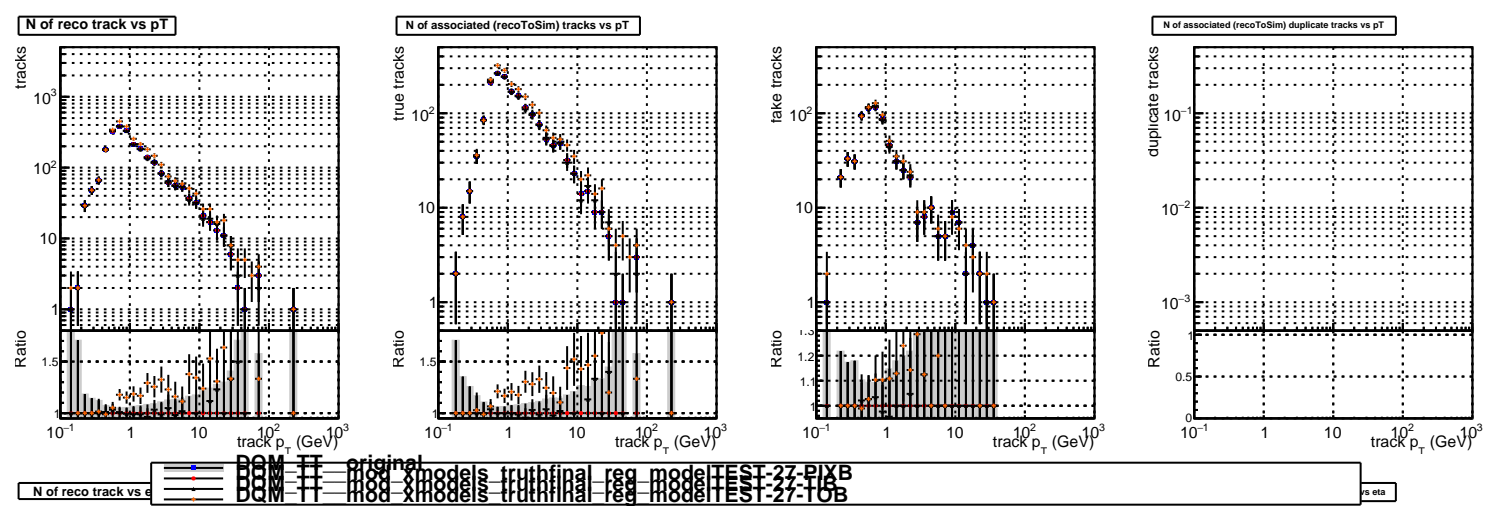 N of reco track vs pT
N of associated (recoToSim) tracks vs pT
N of associated (recoToSim) duplicate tracks vs pT
tracks
10³
10²
10
1
Ratio
1.5
1
10⁻¹ 1 10 10² 10³
track p_T (GeV)
true tracks
10²
10
1
Ratio
1.5
1
10⁻¹ 1 10 10² 10³
track p_T (GeV)
fake tracks
10²
10
1
Ratio
1.3
1.2
1.1
1
10⁻¹ 1 10 10² 10³
track p_T (GeV)
duplicate tracks
10⁻¹
10⁻²
10⁻³
Ratio
1
0.5
0
10⁻¹ 1 10 10² 10³
track p_T (GeV)
DQM_TT__original
DQM_TT__mod_xmodels_truthfinal_reg_modelTEST-27-PIXB
DQM_TT__mod_xmodels_truthfinal_reg_modelTEST-27-TIB
DQM_TT__mod_xmodels_truthfinal_reg_modelTEST-27-TOB
N of reco track vs e
vs eta